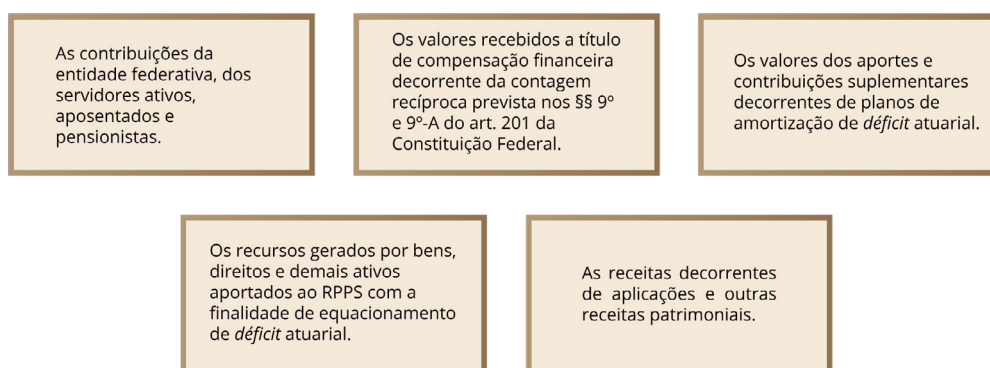 As contribuições da
entidade federativa, dos
servidores ativos,
aposentados e
pensionistas.
Os valores recebidos a título
de compensação financeira
decorrente da contagem
recíproca prevista nos §§ 9º
e 9º-A do art. 201 da
Constituição Federal.
Os valores dos aportes e
contribuições suplementares
decorrentes de planos de
amortização de déficit atuarial.
Os recursos gerados por bens,
direitos e demais ativos
aportados ao RPPS com a
finalidade de equacionamento
de déficit atuarial.
As receitas decorrentes
de aplicações e outras
receitas patrimoniais.